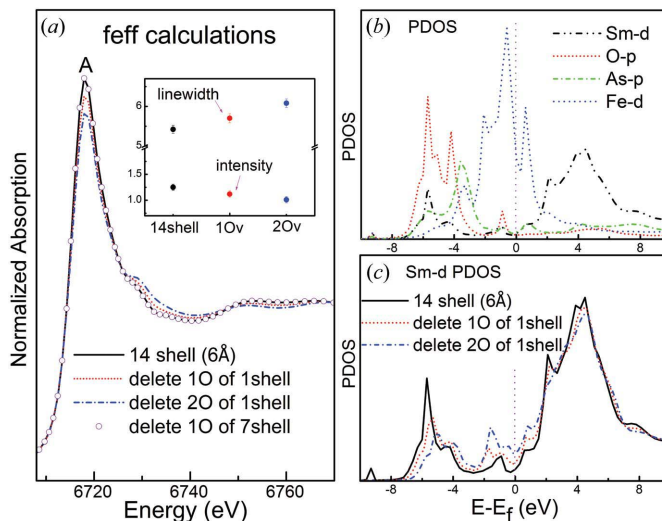 (a)
feff calculations
A
linewidth
intensity
6
5
1.5
1.0
14shell
1Ov
2Ov
Normalized Absorption
14 shell (6Å)
delete 1O of 1shell
delete 2O of 1shell
delete 1O of 7shell
6720
6740
6760
Energy (eV)
(b)
PDOS
Sm-d
O-p
As-p
Fe-d
PDOS
-8
-4
0
4
8
(c)
Sm-d PDOS
14 shell (6Å)
delete 1O of 1shell
delete 2O of 1shell
PDOS
-8
-4
0
4
8
E-Ef (eV)